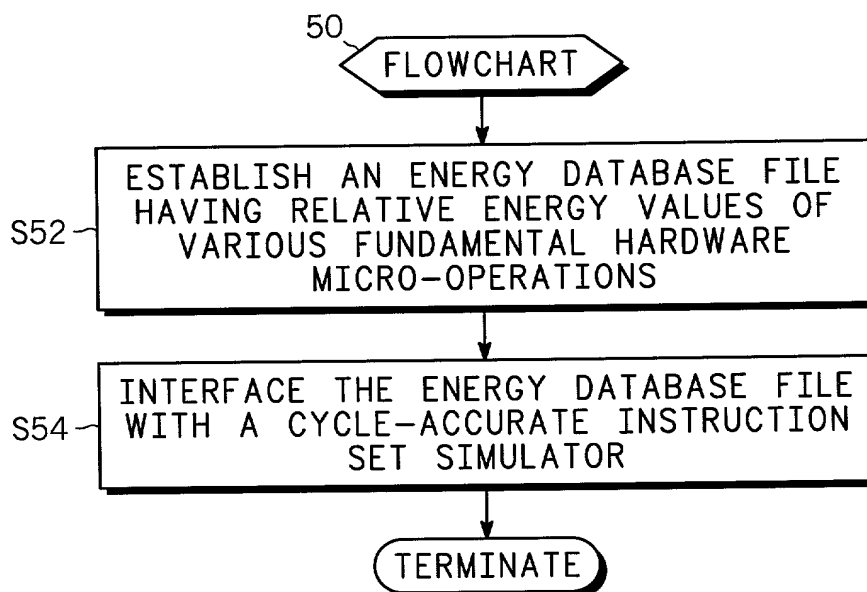 50
FLOWCHART
ESTABLISH AN ENERGY DATABASE FILE
HAVING RELATIVE ENERGY VALUES OF
VARIOUS FUNDAMENTAL HARDWARE
MICRO-OPERATIONS
S52
INTERFACE THE ENERGY DATABASE FILE
WITH A CYCLE-ACCURATE INSTRUCTION
SET SIMULATOR
S54
TERMINATE